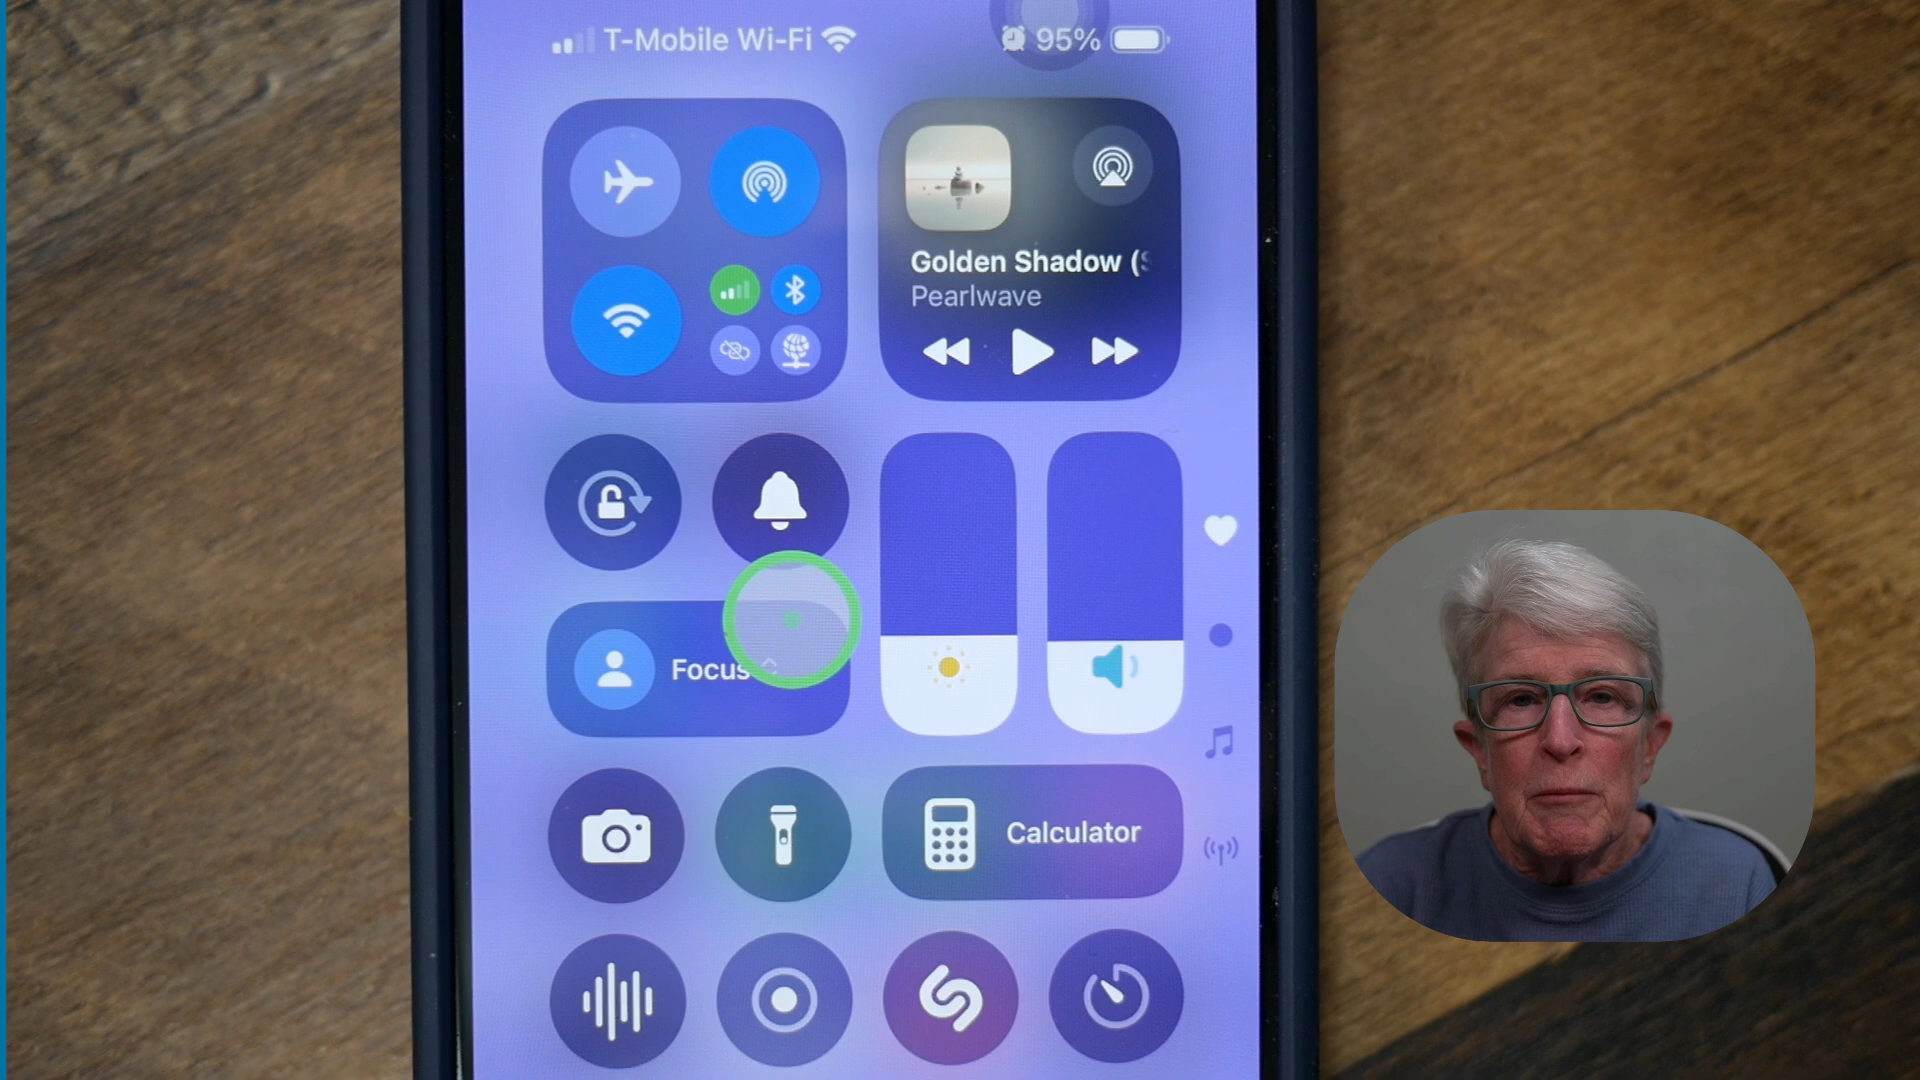 T-Mobile Wi-Fi
95%
Golden Shadow (
Pearlwave
Focus
Calculator